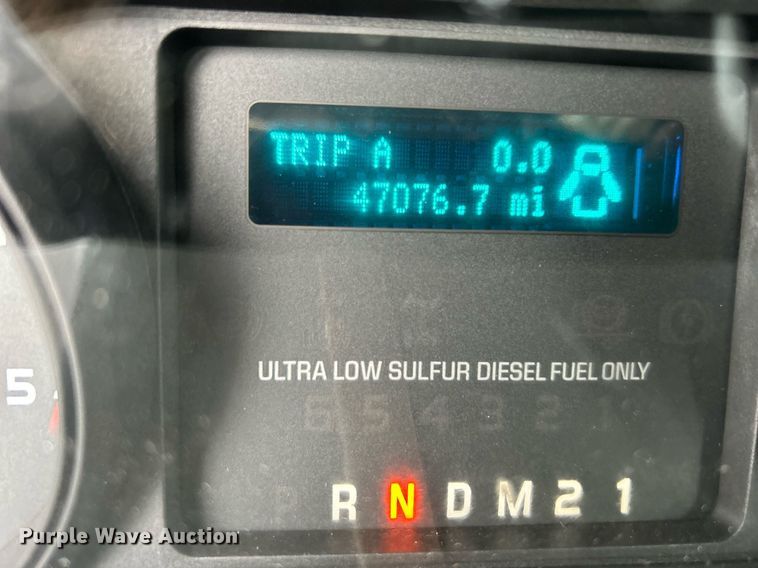 TRIP A 0.0
47076.7 mi
5
ULTRA LOW SULFUR DIESEL FUEL ONLY
6 5 4 3 2 1
P R N D M 2 1
Purple Wave Auction